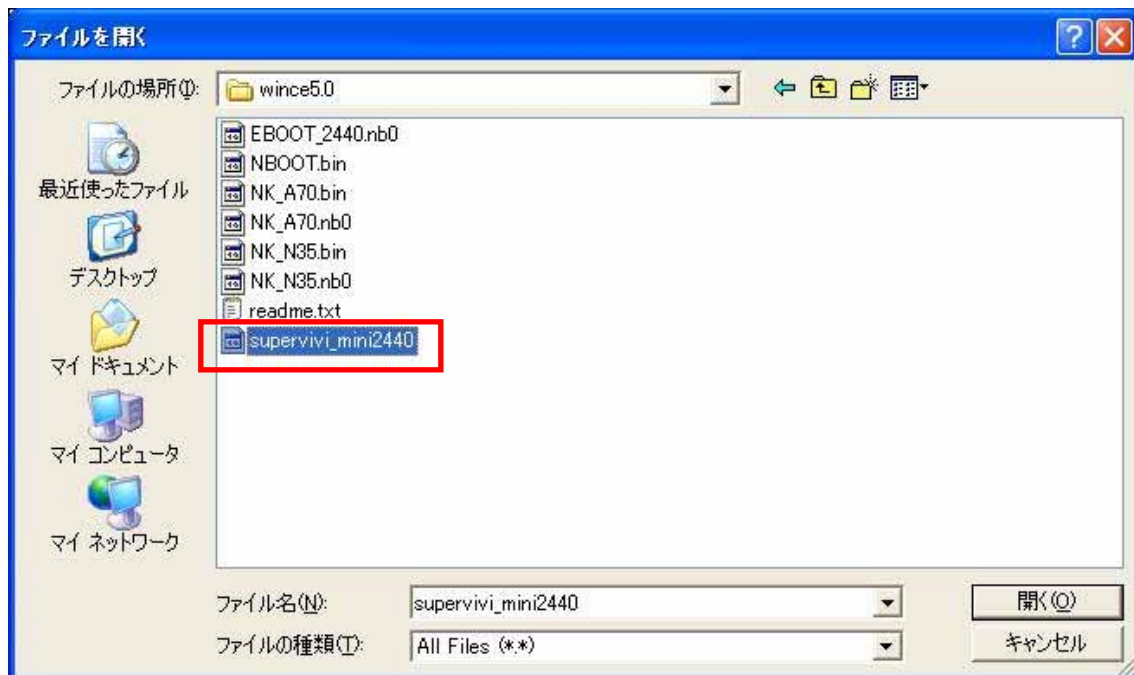 ファイルを開く
ファイルの場所(I):
wince5.0
最近使ったファイル
デスクトップ
マイ ドキュメント
マイ コンピュータ
マイ ネットワーク
EBOOT_2440.nb0
NBOOT.bin
NK_A70.bin
NK_A70.nb0
NK_N35.bin
NK_N35.nb0
readme.txt
supervivi_mini2440
ファイル名(N):
supervivi_mini2440
開く(O)
ファイルの種類(T):
All Files (*.*)
キャンセル